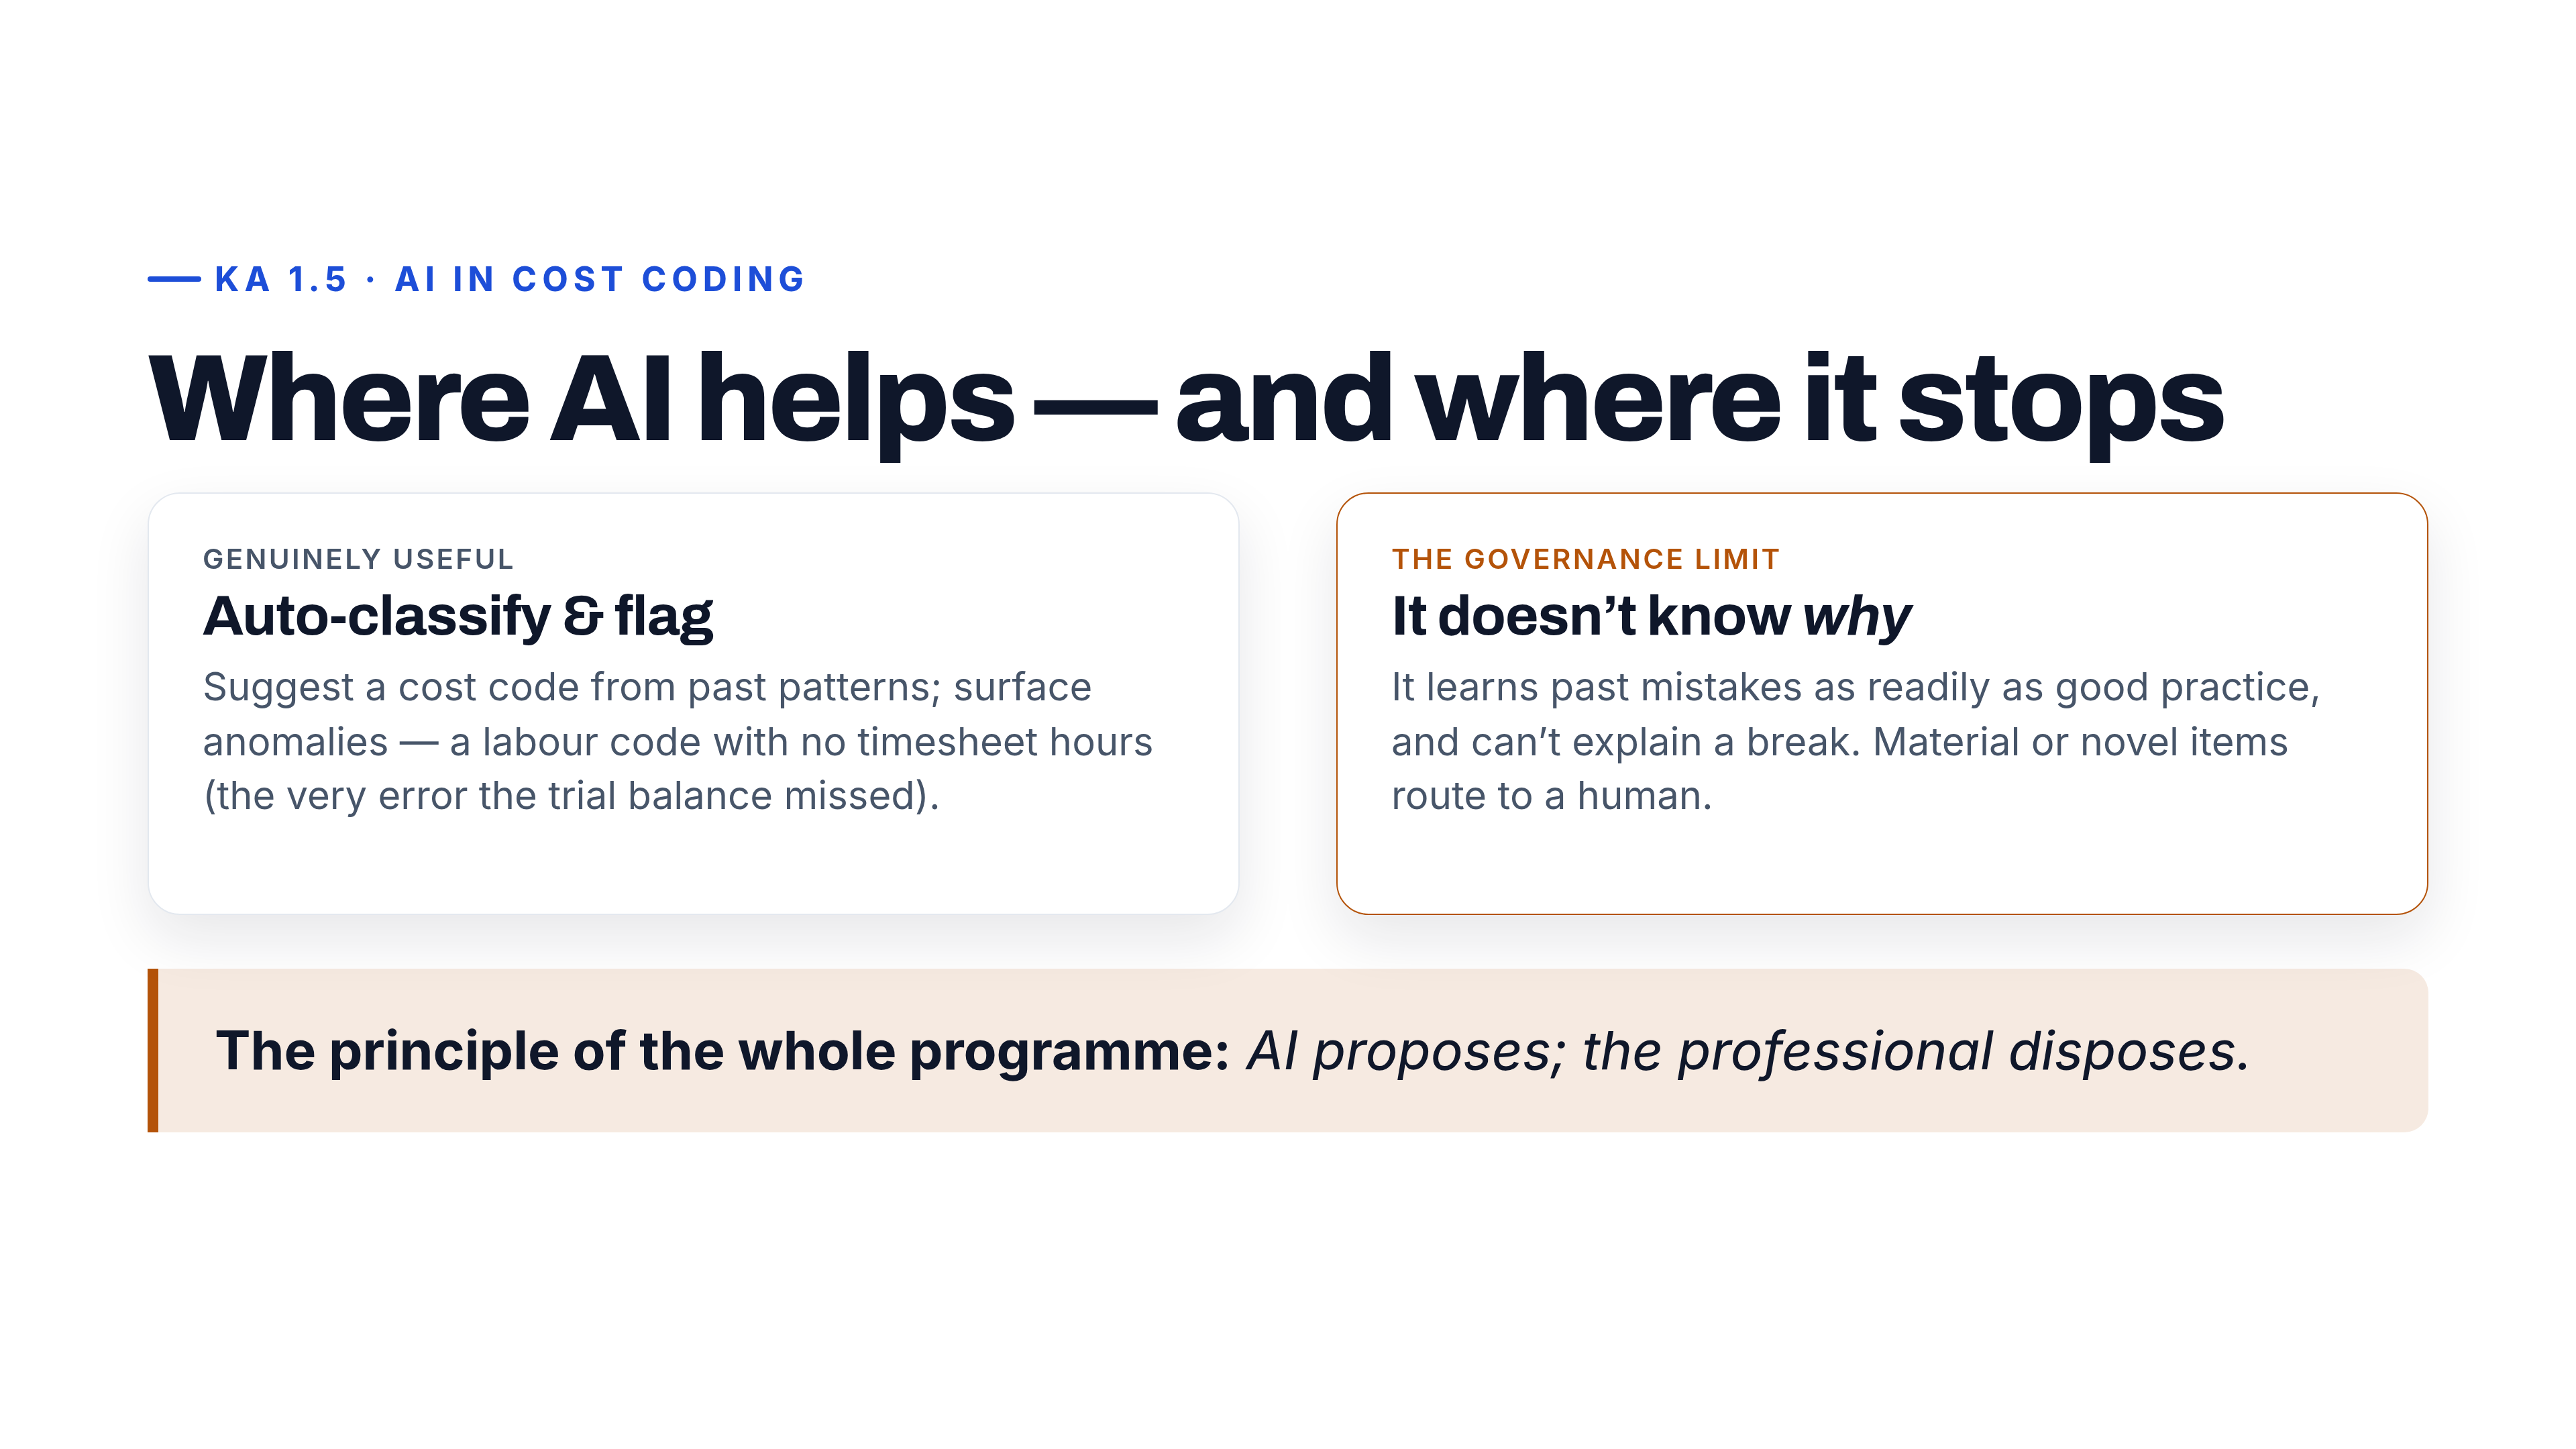 KA 1.5 · AI IN COST CODING
Where AI helps — and where it stops
GENUINELY USEFUL
Auto-classify & flag
Suggest a cost code from past patterns; surface
anomalies — a labour code with no timesheet hours
(the very error the trial balance missed).
THE GOVERNANCE LIMIT
It doesn’t know why
It learns past mistakes as readily as good practice,
and can’t explain a break. Material or novel items
route to a human.
The principle of the whole programme: AI proposes; the professional disposes.